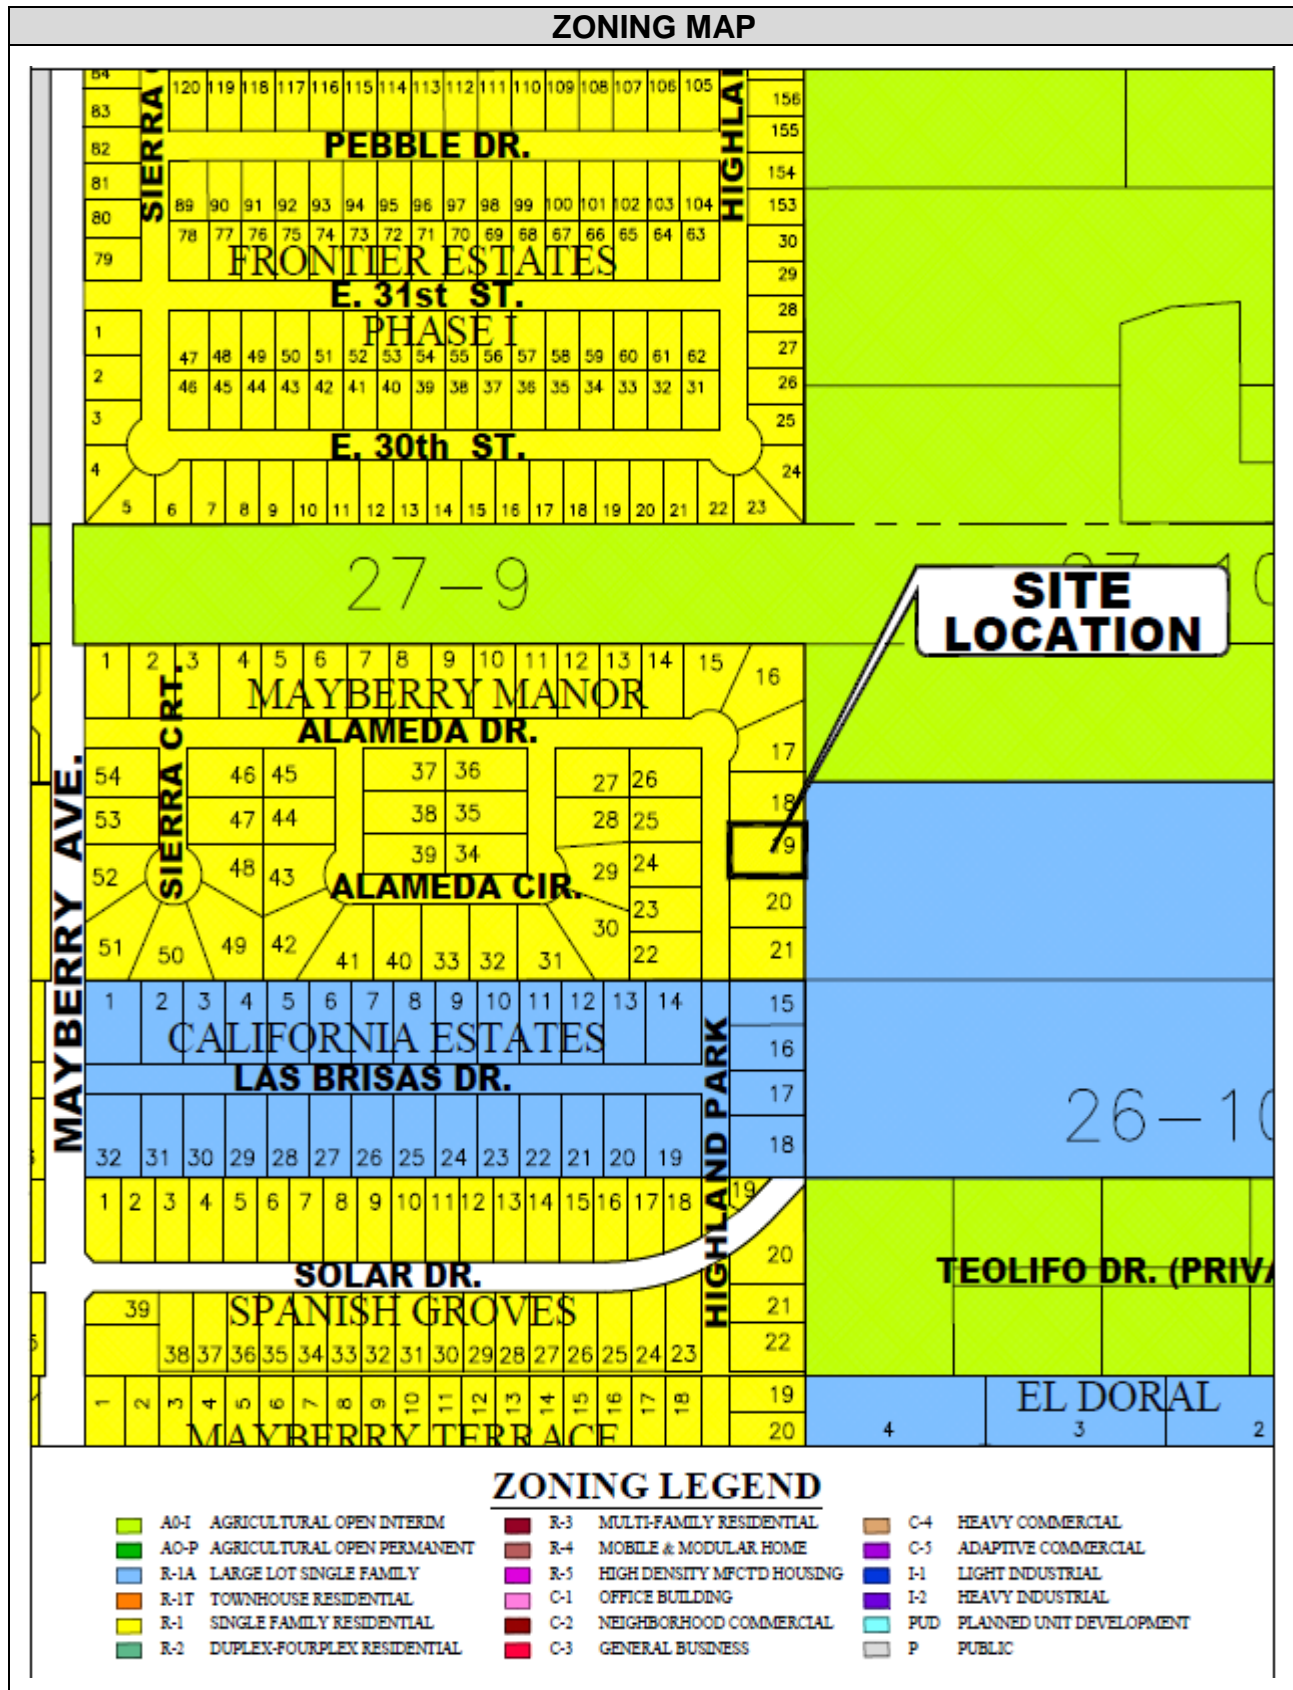 ZONING MAP
84 120 119 118 117 116 115 114 113 112 111 110 109 108 107 106 105 156
83
SIERRA
HIGHLA
155
82
PEBBLE DR.
154
81
80 89 90 91 92 93 94 95 96 97 98 99 100 101 102 103 104 153
78 77 76 75 74 73 72 71 70 69 68 67 66 65 64 63 30
79
FRONTIER ESTATES
29
E. 31st ST.
28
1
PHASE I
27
47 48 49 50 51 52 53 54 55 56 57 58 59 60 61 62
2 46 45 44 43 42 41 40 39 38 37 36 35 34 33 32 31 26
3
25
E. 30th ST.
4
24
5 6 7 8 9 10 11 12 13 14 15 16 17 18 19 20 21 22 23
27-9
SITE
LOCATION
1 2 3 4 5 6 7 8 9 10 11 12 13 14 15 16
MAYBERRY MANOR
SIERRA CRT.
ALAMEDA DR.
17
54 46 45 37 36 27 26
18
53 47 44 38 35 28 25
19
52 48 43 39 34 29 24
ALAMEDA CIR.
20
23
51 50 49 42 41 40 33 32 31 30 22 21
MAYBERRY AVE.
1 2 3 4 5 6 7 8 9 10 11 12 13 14 15
CALIFORNIA ESTATES
16
LAS BRISAS DR.
17
HIGHLAND PARK
26-10
32 31 30 29 28 27 26 25 24 23 22 21 20 19 18
1 2 3 4 5 6 7 8 9 10 11 12 13 14 15 16 17 18 19
20
SOLAR DR.
TEOLIFO DR. (PRIVA
39
SPANISH GROVES
21
38 37 36 35 34 33 32 31 30 29 28 27 26 25 24 23 22
1 2 3 4 5 6 7 8 9 10 11 12 13 14 15 16 17 18 19
MAYBERRY TERRACE
20
EL DORAL
4 3 2
ZONING LEGEND
AO-I AGRICULTURAL OPEN INTERIM
AO-P AGRICULTURAL OPEN PERMANENT
R-1A LARGE LOT SINGLE FAMILY
R-1T TOWNHOUSE RESIDENTIAL
R-1 SINGLE FAMILY RESIDENTIAL
R-2 DUPLEX-FOURPLEX RESIDENTIAL
R-3 MULTI-FAMILY RESIDENTIAL
R-4 MOBILE & MODULAR HOME
R-5 HIGH DENSITY MFCT'D HOUSING
C-1 OFFICE BUILDING
C-2 NEIGHBORHOOD COMMERCIAL
C-3 GENERAL BUSINESS
C-4 HEAVY COMMERCIAL
C-5 ADAPTIVE COMMERCIAL
I-1 LIGHT INDUSTRIAL
I-2 HEAVY INDUSTRIAL
PUD PLANNED UNIT DEVELOPMENT
P PUBLIC